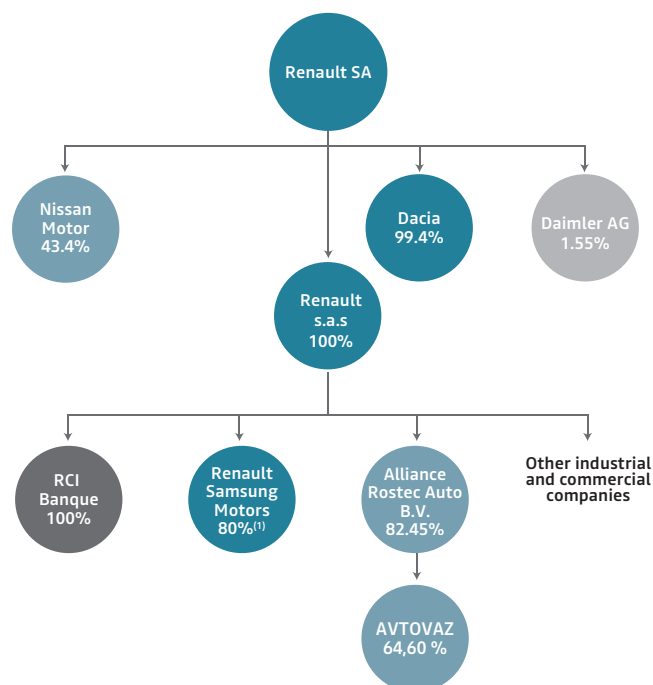 Renault SA
Nissan
Motor
43.4%
Dacia
99.4%
Daimler AG
1.55%
Renault
s.a.s
100%
RCI
Banque
100%
Renault
Samsung
Motors
80%(1)
Alliance
Rostec Auto
B.V.
82.45%
Other industrial
and commercial
companies
AVTOVAZ
64,60 %